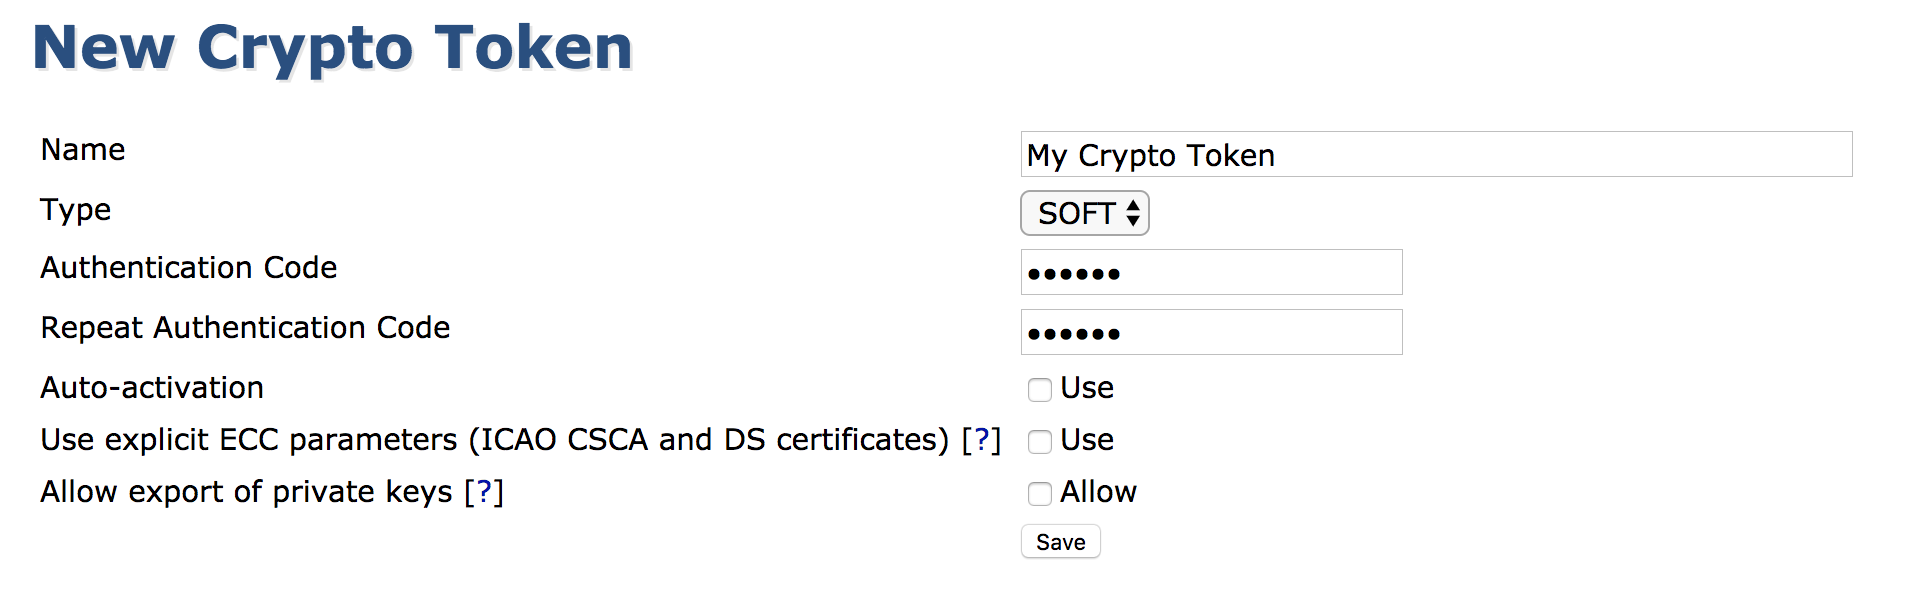 New Crypto Token
Name My Crypto Token
Type SOFT
Authentication Code ••••••
Repeat Authentication Code ••••••
Auto-activation Use
Use explicit ECC parameters (ICAO CSCA and DS certificates) [?] Use
Allow export of private keys [?] Allow
Save